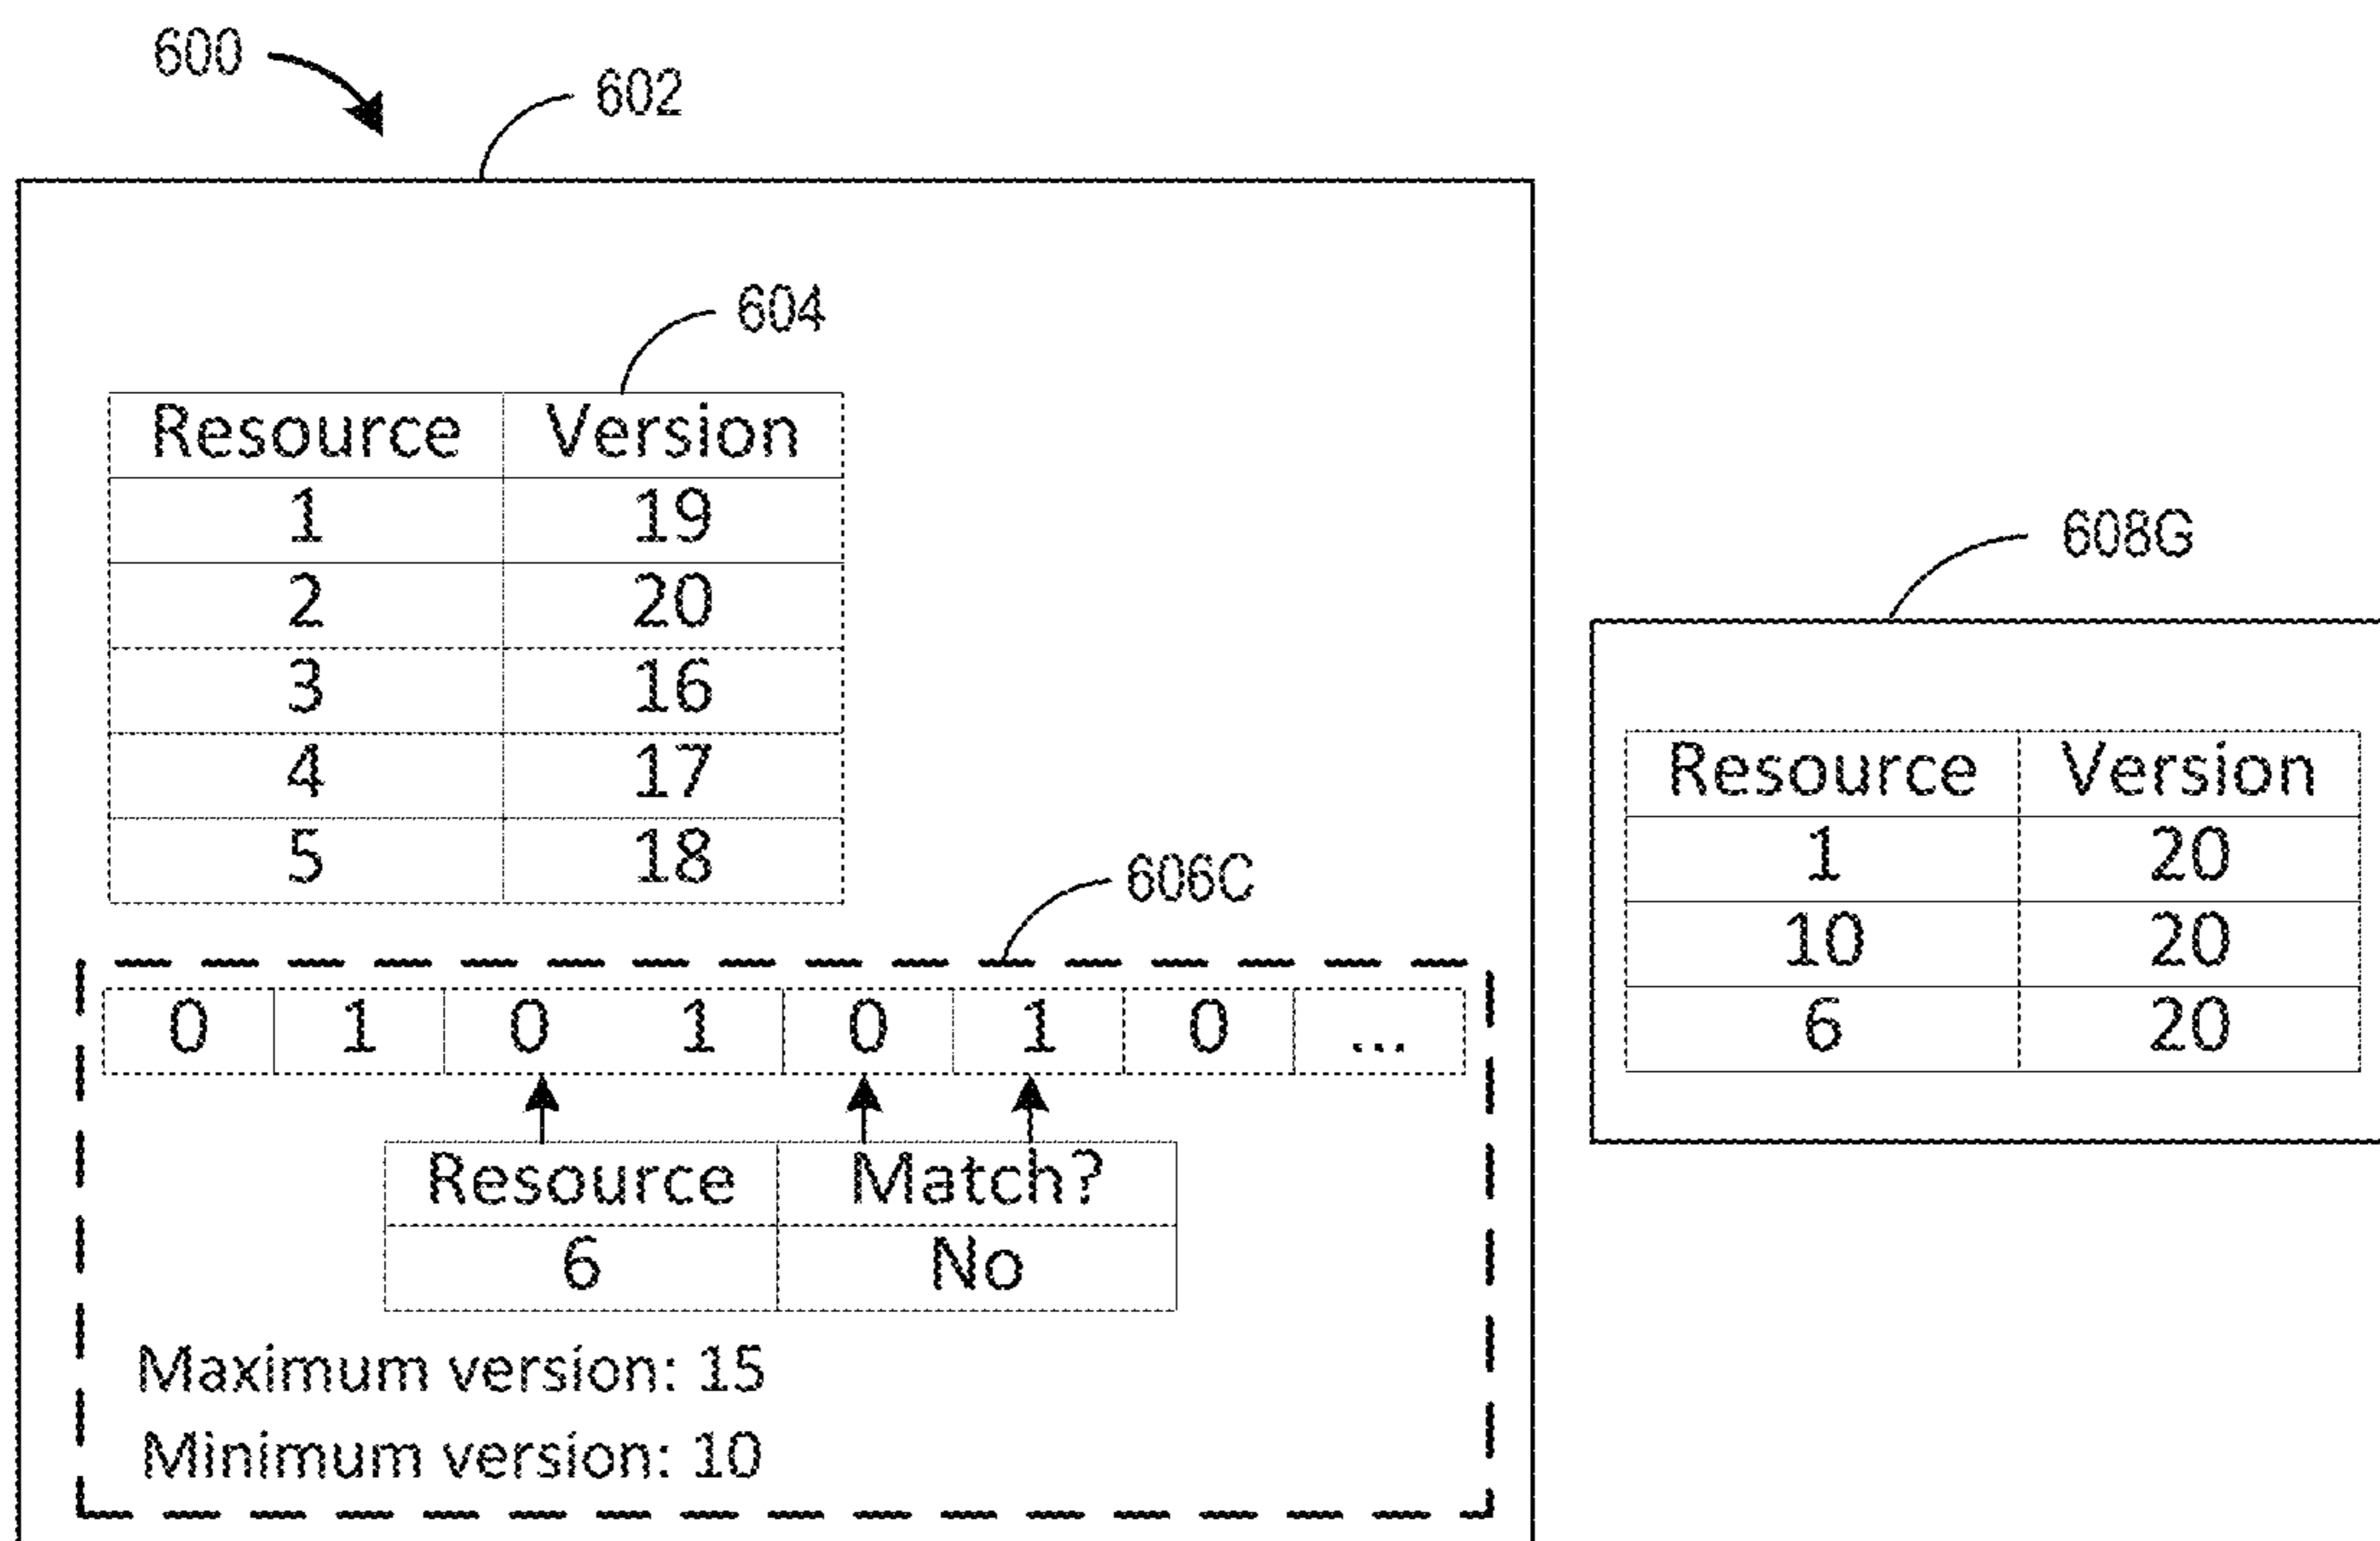 600
602
604
Resource Version
1 19
2 20
3 16
4 17
5 18
608G
Resource Version
1 20
10 20
6 20
606C
0 1 0 1 0 1 0 ...
Resource Match?
6 No
Maximum version: 15
Minimum version: 10